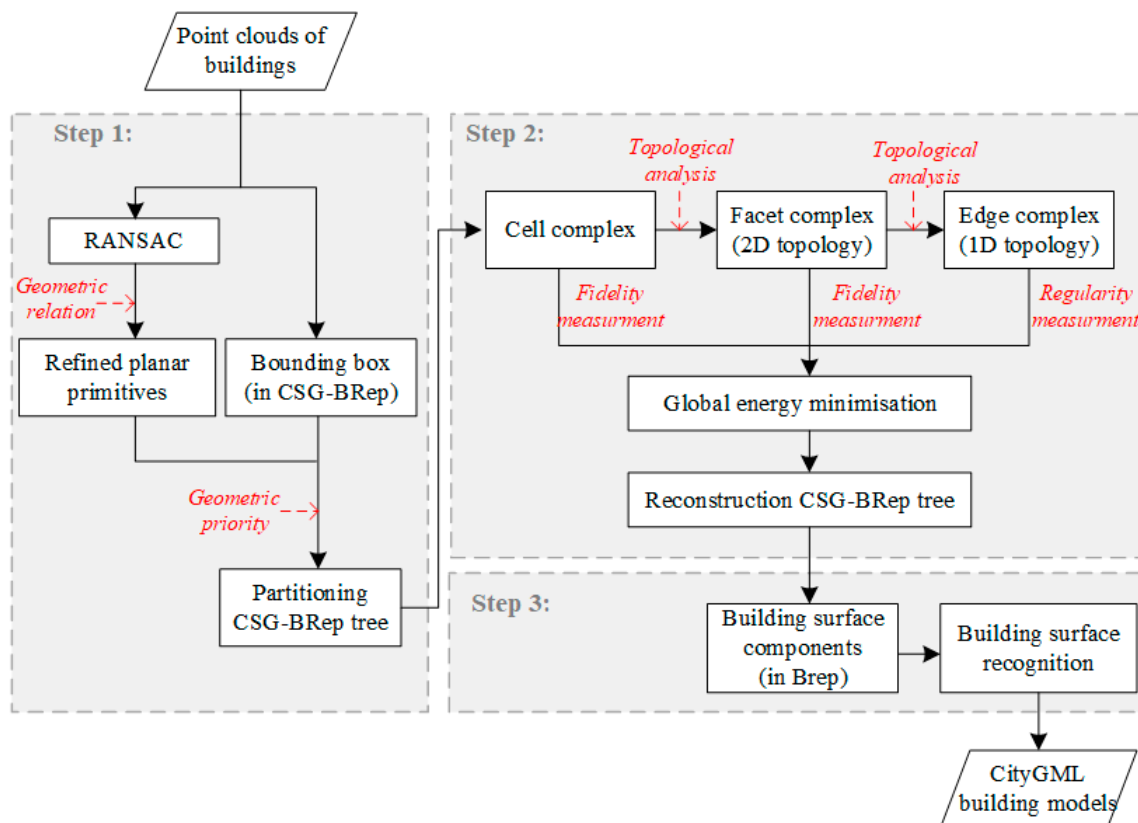 Point clouds of
buildings
Step 1:
RANSAC
Geometric
relation
Refined planar
primitives
Bounding box
(in CSG-BRep)
Geometric
priority
Partitioning
CSG-BRep tree
Step 2:
Topological
analysis
Topological
analysis
Cell complex
Facet complex
(2D topology)
Edge complex
(1D topology)
Fidelity
measurment
Fidelity
measurment
Regularity
measurment
Global energy minimisation
Reconstruction CSG-BRep tree
Step 3:
Building surface
components
(in Brep)
Building surface
recognition
CityGML
building models